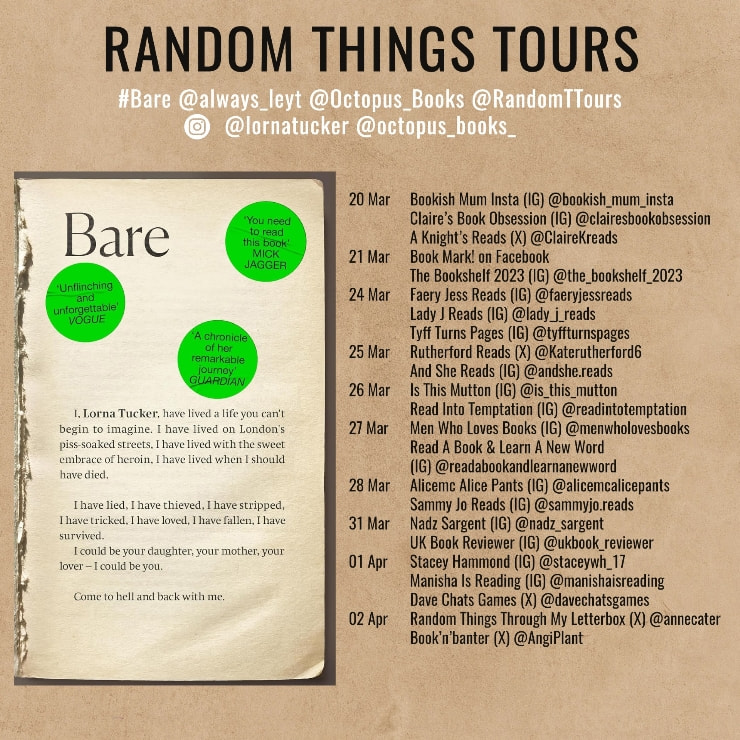 RANDOM THINGS TOURS
#Bare @always_leyt @Octopus_Books @RandomTTours
@lornatucker @octopus_books_
Bare
'You need
to read
this book'
MICK
JAGGER
'Unflinching
and
unforgettable'
VOGUE
'A chronicle
of her
remarkable
journey'
GUARDIAN
I, Lorna Tucker, have lived a life you can't
begin to imagine. I have lived on London's
piss-soaked streets, I have lived with the sweet
embrace of heroin, I have lived when I should
have died.
I have lied, I have thieved, I have stripped,
I have tricked, I have loved, I have fallen, I have
survived.
I could be your daughter, your mother, your
lover – I could be you.
Come to hell and back with me.
20 Mar Bookish Mum Insta (IG) @bookish_mum_insta
Claire's Book Obsession (IG) @clairesbookobsession
A Knight's Reads (X) @ClaireKreads
21 Mar Book Mark! on Facebook
The Bookshelf 2023 (IG) @the_bookshelf_2023
24 Mar Faery Jess Reads (IG) @faeryjessreads
Lady J Reads (IG) @lady_j_reads
Tyff Turns Pages (IG) @tyffturnspages
25 Mar Rutherford Reads (X) @Katerutherford6
And She Reads (IG) @andshe.reads
26 Mar Is This Mutton (IG) @is_this_mutton
Read Into Temptation (IG) @readintotemptation
27 Mar Men Who Loves Books (IG) @menwholovesbooks
Read A Book & Learn A New Word
(IG) @readabookandlearnanewword
28 Mar Alicemc Alice Pants (IG) @alicemcalicepants
Sammy Jo Reads (IG) @sammyjo.reads
31 Mar Nadz Sargent (IG) @nadz_sargent
UK Book Reviewer (IG) @ukbook_reviewer
01 Apr Stacey Hammond (IG) @staceywh_17
Manisha Is Reading (IG) @manishaisreading
Dave Chats Games (X) @davechatsgames
02 Apr Random Things Through My Letterbox (X) @annecater
Book'n'banter (X) @AngiPlant